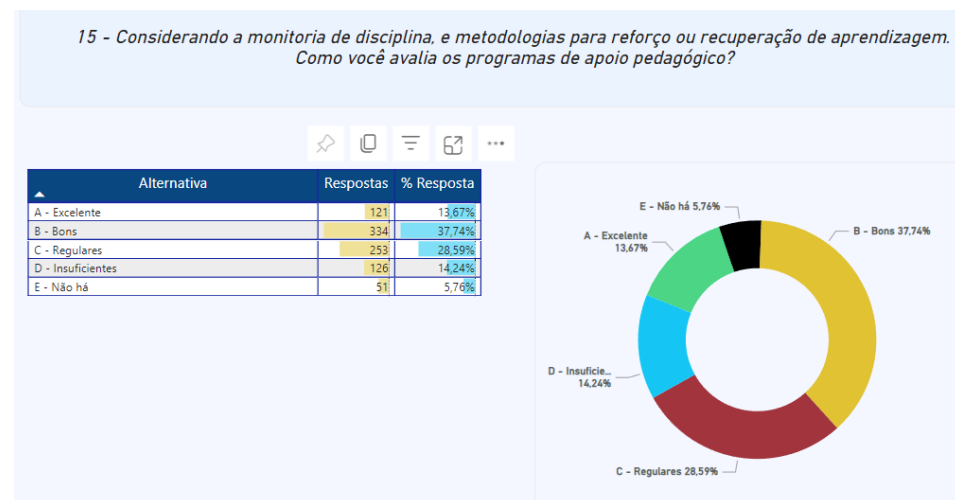 15 - Considerando a monitoria de disciplina, e metodologias para reforço ou recuperação de aprendizagem.
Como você avalia os programas de apoio pedagógico?
Alternativa Respostas % Resposta
A - Excelente 121 13,67%
B - Bons 334 37,74%
C - Regulares 253 28,59%
D - Insuficientes 126 14,24%
E - Não há 51 5,76%
E - Não há 5,76%
B - Bons 37,74%
A - Excelente
13,67%
D - Insuficie...
14,24%
C - Regulares 28,59%